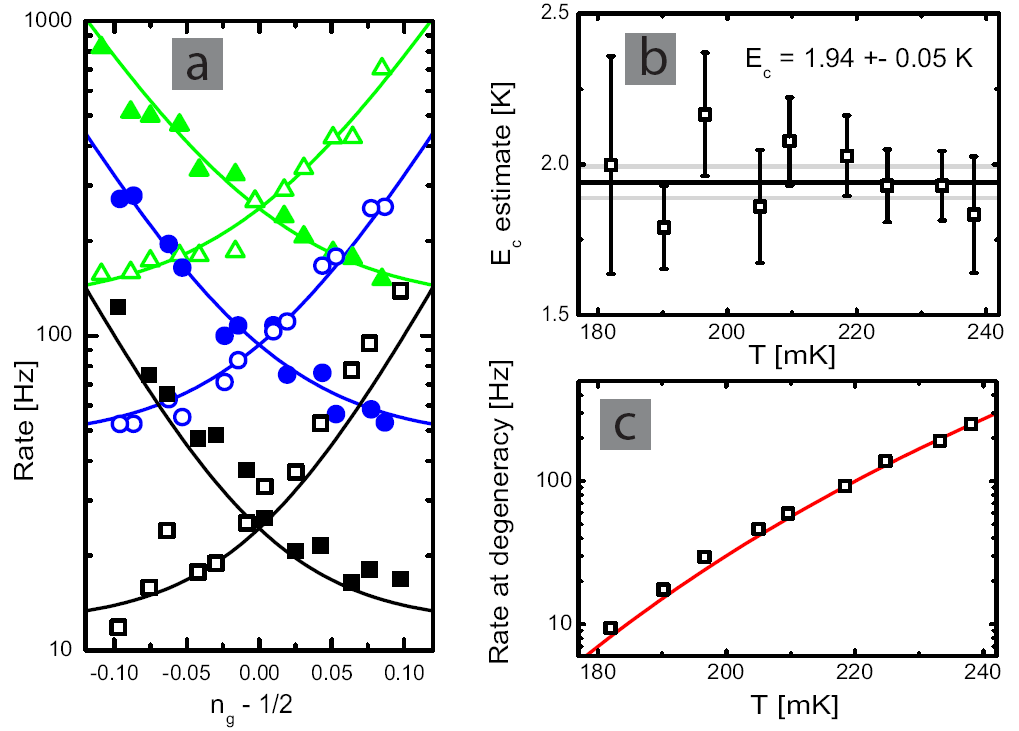 1000
100
10
Rate [Hz]
a
-0.10 -0.05 0.00 0.05 0.10
n_g - 1/2
2.5
2.0
1.5
E_c estimate [K]
b
E_c = 1.94 +- 0.05 K
180 200 220 240
T [mK]
100
10
Rate at degeneracy [Hz]
c
180 200 220 240
T [mK]